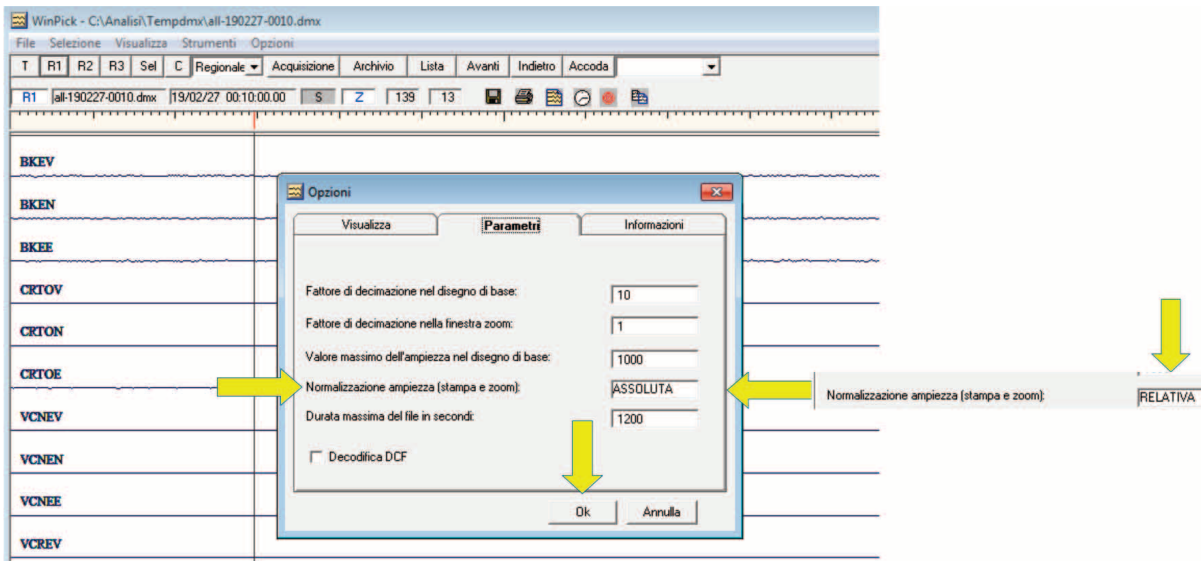 WinPick - C:\Analisi\Tempdmx\all-190227-0010.dmx
File Selezione Visualizza Strumenti Opzioni
T R1 R2 R3 Sel C Regionale Acquisizione Archivio Lista Avanti Indietro Accoda
R1 all-190227-0010.dmx 19/02/27 00:10:00.00 S Z 139 13
BKEV
BKEN
BKEE
CRTOV
CRTON
CRTOE
VCNEV
VCNEN
VCNEE
VCREV
Opzioni
Visualizza Parametri Informazioni
Fattore di decimazione nel disegno di base: 10
Fattore di decimazione nella finestra zoom: 1
Valore massimo dell'ampiezza nel disegno di base: 1000
Normalizzazione ampiezza (stampa e zoom): ASSOLUTA
Durata massima del file in secondi: 1200
Decodifica DCF
Ok Annulla
Normalizzazione ampiezza (stampa e zoom): RELATIVA